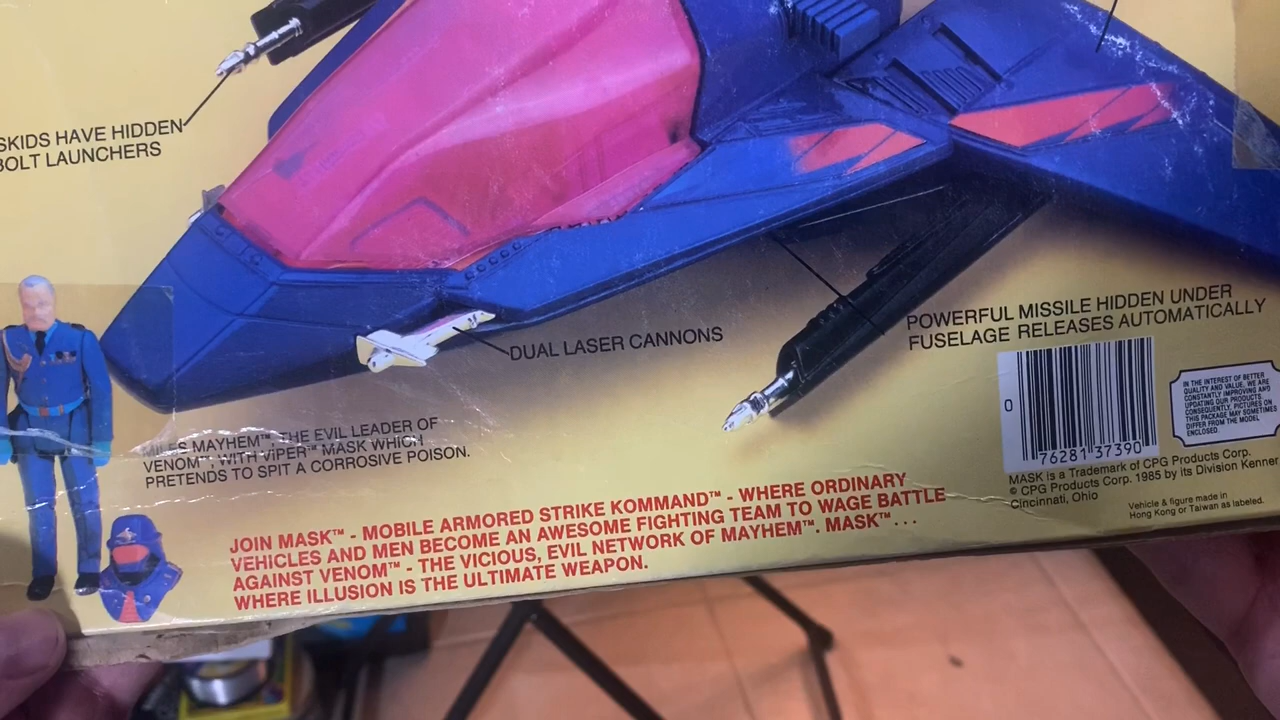 SKIDS HAVE HIDDEN
BOLT LAUNCHERS
DUAL LASER CANNONS
POWERFUL MISSILE HIDDEN UNDER
FUSELAGE RELEASES AUTOMATICALLY
MILES MAYHEM™, THE EVIL LEADER OF
VENOM™, WITH VIPER™ MASK WHICH
PRETENDS TO SPIT A CORROSIVE POISON.
JOIN MASK™ - MOBILE ARMORED STRIKE KOMMAND™ - WHERE ORDINARY
VEHICLES AND MEN BECOME AN AWESOME FIGHTING TEAM TO WAGE BATTLE
AGAINST VENOM™ - THE VICIOUS, EVIL NETWORK OF MAYHEM™. MASK™...
WHERE ILLUSION IS THE ULTIMATE WEAPON.
0 76281 37390
IN THE INTEREST OF BETTER
QUALITY AND VALUE, WE ARE
CONSTANTLY IMPROVING AND
UPDATING OUR PRODUCTS.
CONSEQUENTLY, PICTURES ON
THIS PACKAGE MAY SOMETIMES
DIFFER FROM THE MODEL
ENCLOSED.
MASK is a Trademark of CPG Products Corp.
© CPG Products Corp. 1985 by its Division Kenner
Cincinnati, Ohio
Vehicle & figure made in
Hong Kong or Taiwan as labeled.